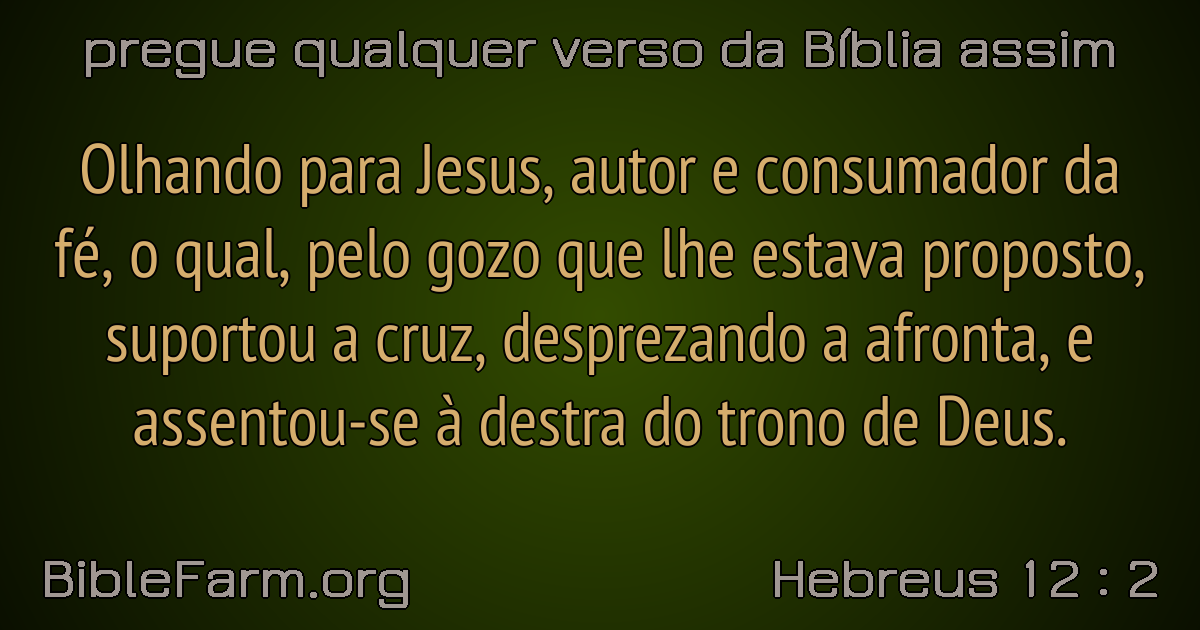 pregue qualquer verso da Bíblia assim
Olhando para Jesus, autor e consumador da
fé, o qual, pelo gozo que lhe estava proposto,
suportou a cruz, desprezando a afronta, e
assentou-se à destra do trono de Deus.
BibleFarm.org
Hebreus 12 : 2